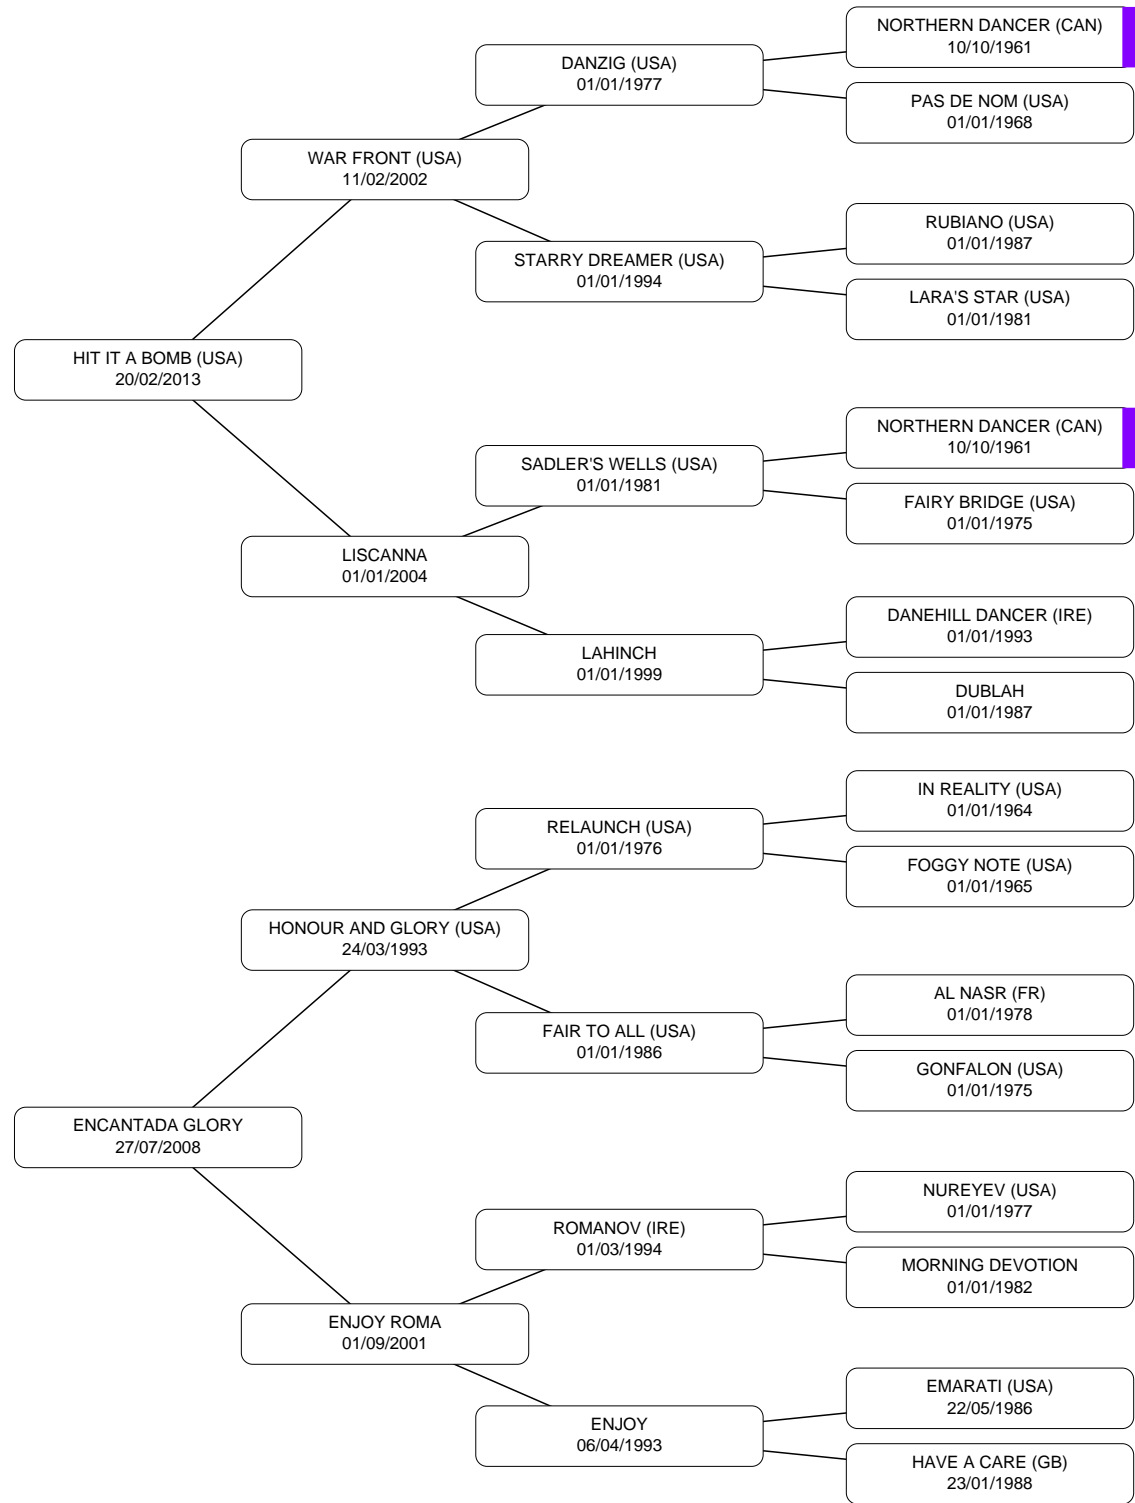 NORTHERN DANCER (CAN)
10/10/1961
DANZIG (USA)
01/01/1977
PAS DE NOM (USA)
01/01/1968
WAR FRONT (USA)
11/02/2002
RUBIANO (USA)
01/01/1987
STARRY DREAMER (USA)
01/01/1994
LARA'S STAR (USA)
01/01/1981
HIT IT A BOMB (USA)
20/02/2013
NORTHERN DANCER (CAN)
10/10/1961
SADLER'S WELLS (USA)
01/01/1981
FAIRY BRIDGE (USA)
01/01/1975
LISCANNA
01/01/2004
DANEHILL DANCER (IRE)
01/01/1993
LAHINCH
01/01/1999
DUBLAH
01/01/1987
IN REALITY (USA)
01/01/1964
RELAUNCH (USA)
01/01/1976
FOGGY NOTE (USA)
01/01/1965
HONOUR AND GLORY (USA)
24/03/1993
AL NASR (FR)
01/01/1978
FAIR TO ALL (USA)
01/01/1986
GONFALON (USA)
01/01/1975
ENCANTADA GLORY
27/07/2008
NUREYEV (USA)
01/01/1977
ROMANOV (IRE)
01/03/1994
MORNING DEVOTION
01/01/1982
ENJOY ROMA
01/09/2001
EMARATI (USA)
22/05/1986
ENJOY
06/04/1993
HAVE A CARE (GB)
23/01/1988